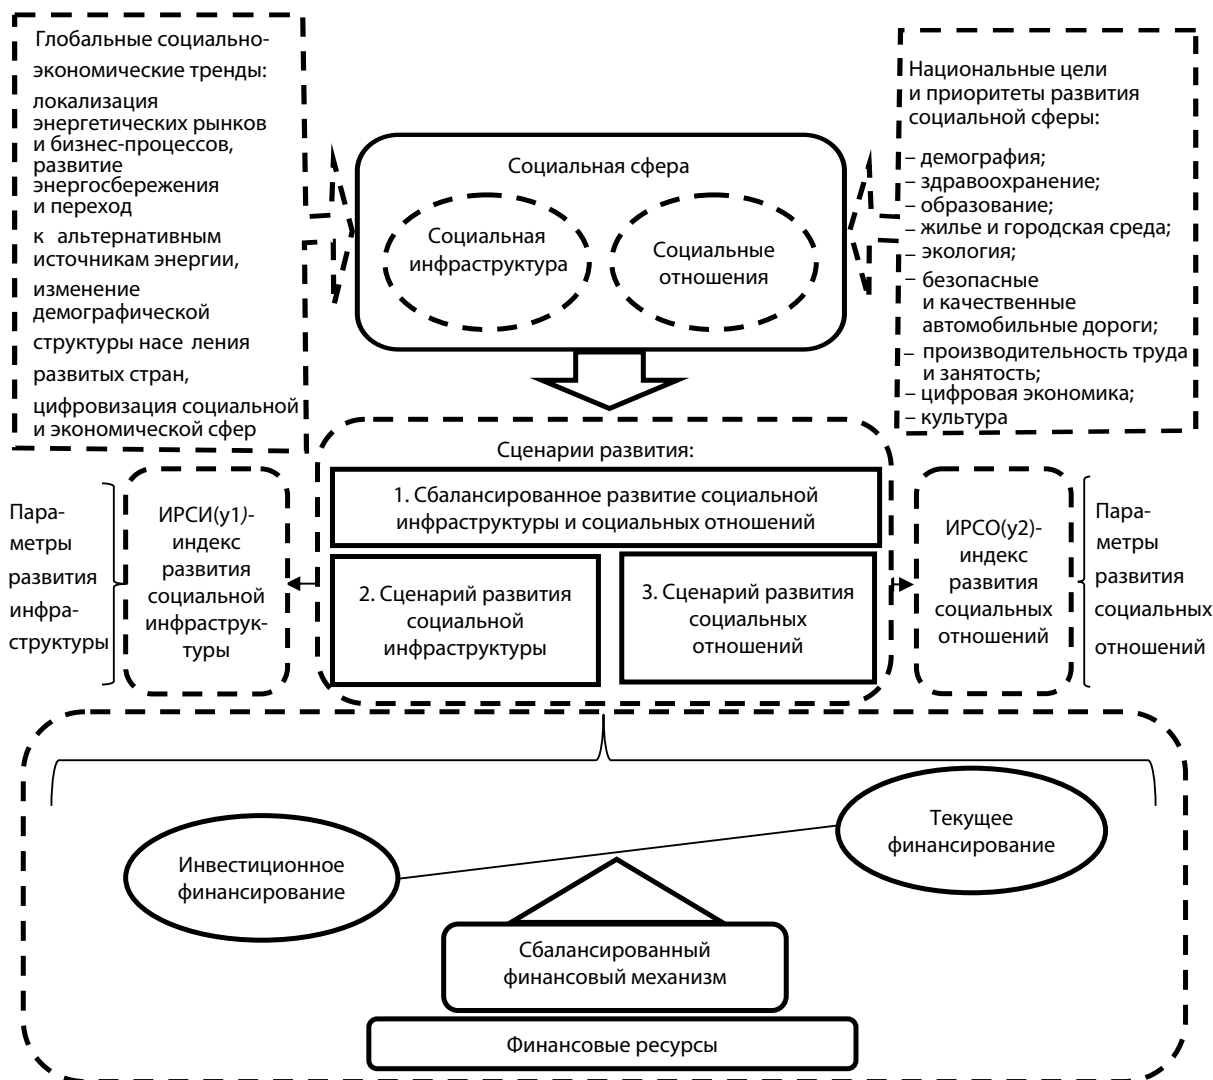 Глобальные социально-
экономические тренды:
локализация
энергетических рынков
и бизнес-процессов,
развитие
энергосбережения
и переход
к альтернативным
источникам энергии,
изменение
демографической
структуры насе ления
развитых стран,
цифровизация социальной
и экономической сфер
Социальная сфера
Социальная
инфраструктура
Социальные
отношения
Национальные цели
и приоритеты развития
социальной сферы:
– демография;
– здравоохранение;
– образование;
– жилье и городская среда;
– экология;
– безопасные
и качественные
автомобильные дороги;
– производительность труда
и занятость;
– цифровая экономика;
– культура
Пара-
метры
развития
инфра-
структуры
ИРСИ(y1)-
индекс
развития
социальной
инфраструк-
туры
Сценарии развития:
1. Сбалансированное развитие социальной
инфраструктуры и социальных отношений
2. Сценарий развития
социальной
инфраструктуры
3. Сценарий развития
социальных
отношений
ИРСО(y2)-
индекс
развития
социальных
отношений
Пара-
метры
развития
социальных
отношений
Инвестиционное
финансирование
Текущее
финансирование
Сбалансированный
финансовый механизм
Финансовые ресурсы